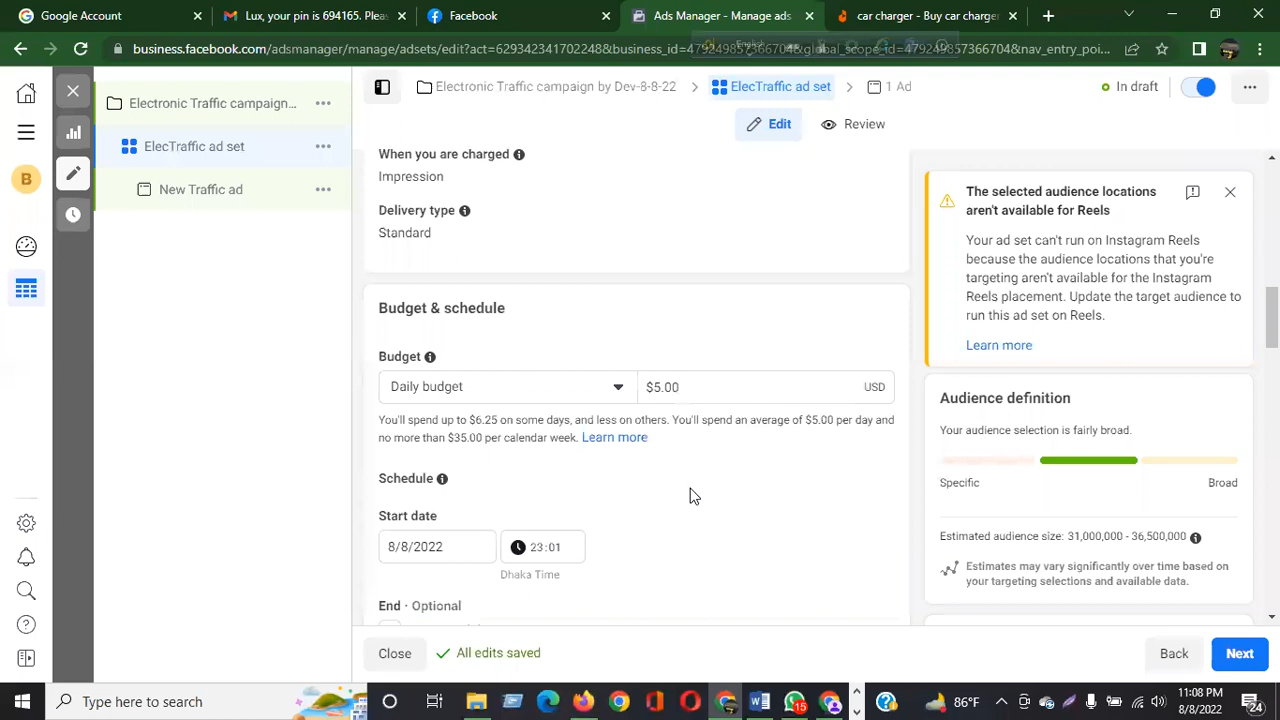 Google Account
Lux, your pin is 694165. Pleas
Facebook
Ads Manager - Manage ads
car charger - Buy car charger
business.facebook.com/adsmanager/manage/adsets/edit?act=629342341702248&business_id=479249857366704&global_scope_id=479249857366704&nav_entry_poi...
English
Electronic Traffic campaign...
ElecTraffic ad set
New Traffic ad
B
Electronic Traffic campaign by Dev-8-8-22
ElecTraffic ad set
1 Ad
In draft
Edit
Review
When you are charged
Impression
Delivery type
Standard
Budget & schedule
Budget
Daily budget
$5.00
USD
You'll spend up to $6.25 on some days, and less on others. You'll spend an average of $5.00 per day and
no more than $35.00 per calendar week. Learn more
Schedule
Start date
8/8/2022
23:01
Dhaka Time
End · Optional
The selected audience locations
aren't available for Reels
Your ad set can't run on Instagram Reels
because the audience locations that you're
targeting aren't available for the Instagram
Reels placement. Update the target audience to
run this ad set on Reels.
Learn more
Audience definition
Your audience selection is fairly broad.
Specific
Broad
Estimated audience size: 31,000,000 - 36,500,000
Estimates may vary significantly over time based on
your targeting selections and available data.
Close
All edits saved
Back
Next
Type here to search
15
86°F
11:08 PM
8/8/2022
24